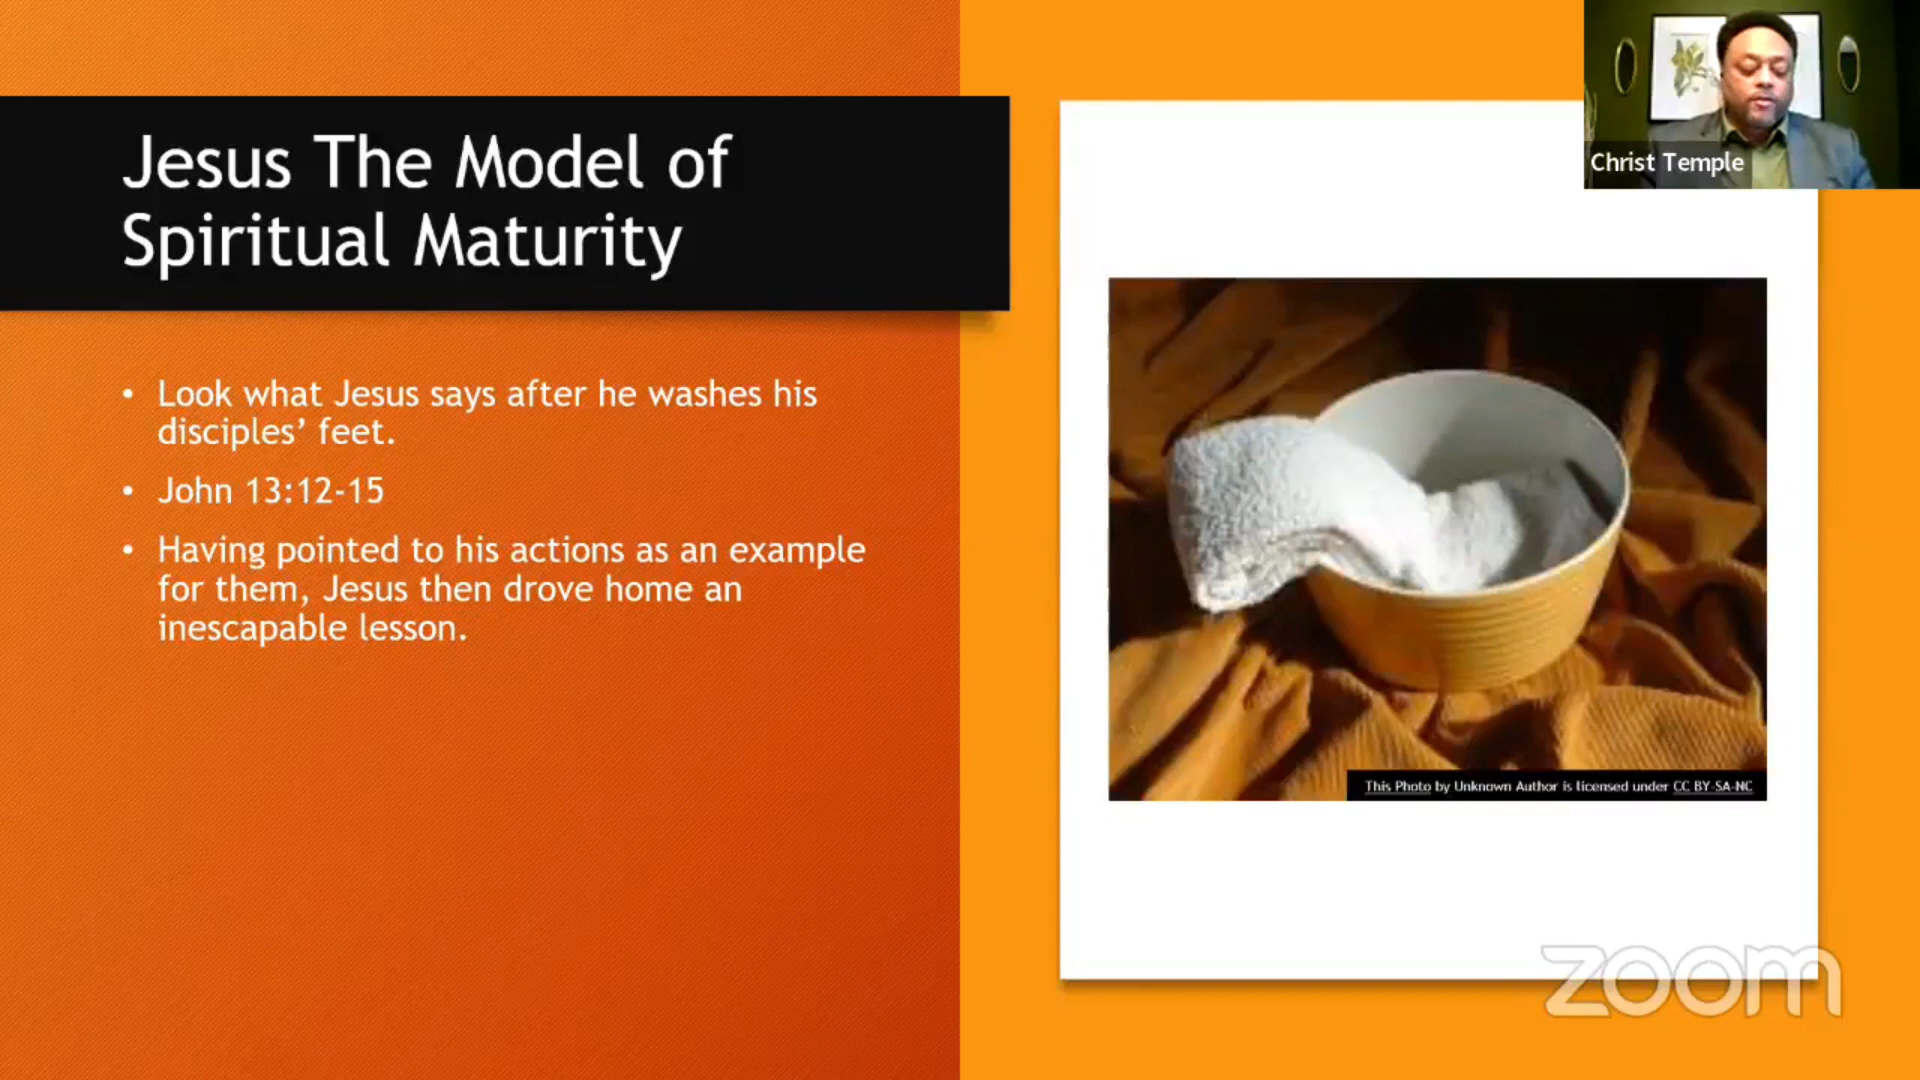 Jesus The Model of
Spiritual Maturity
• Look what Jesus says after he washes his
disciples’ feet.
• John 13:12-15
• Having pointed to his actions as an example
for them, Jesus then drove home an
inescapable lesson.
Christ Temple
This Photo by Unknown Author is licensed under CC BY-SA-NC
zoom